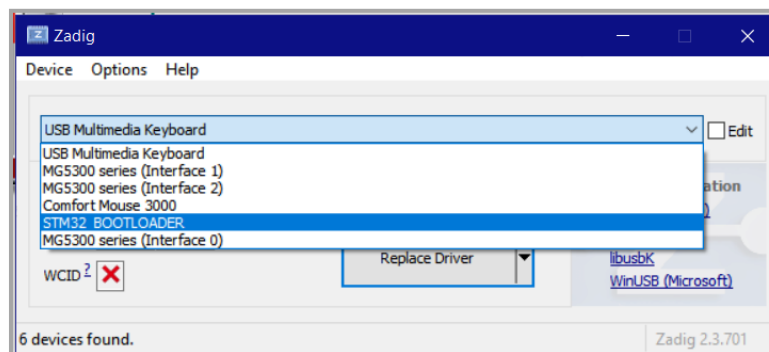 Zadig
Device Options Help
USB Multimedia Keyboard
Edit
USB Multimedia Keyboard
MG5300 series (Interface 1)
MG5300 series (Interface 2)
Comfort Mouse 3000
STM32 BOOTLOADER
MG5300 series (Interface 0)
Replace Driver
libusbK
WCID ?
WinUSB (Microsoft)
6 devices found.
Zadig 2.3.701